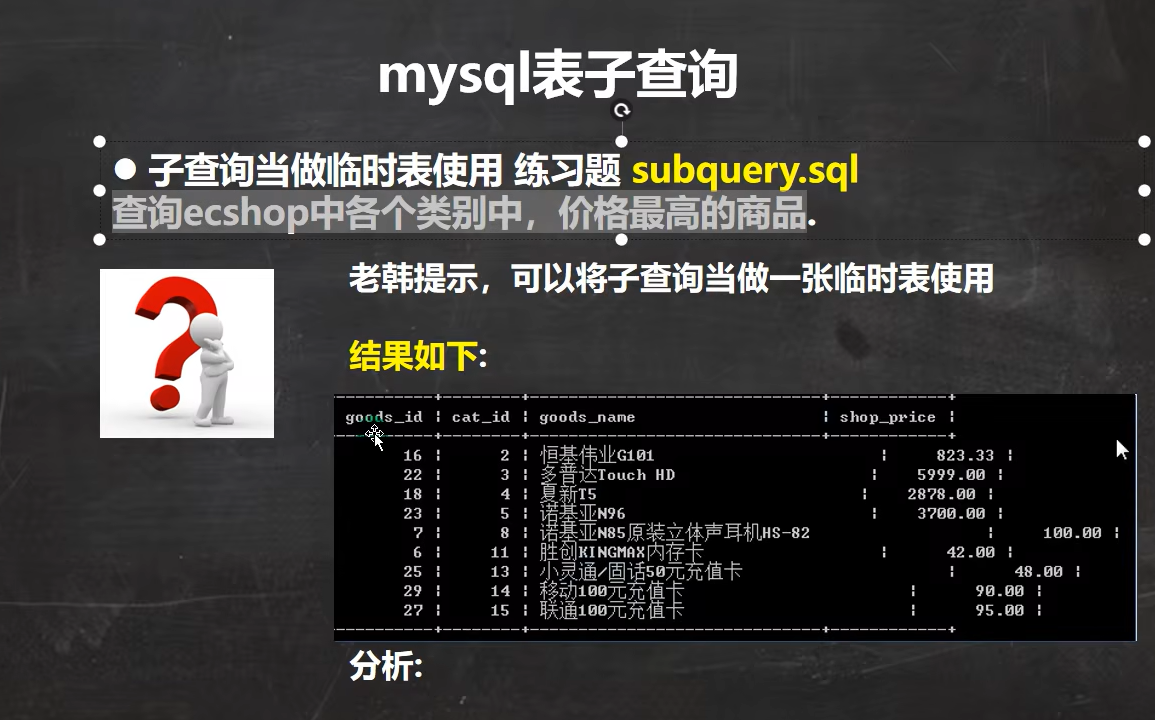 mysql表子查询
● 子查询当做临时表使用 练习题 subquery.sql
查询ecshop中各个类别中，价格最高的商品.
老韩提示，可以将子查询当做一张临时表使用
结果如下:
goods_id ¦ cat_id ¦ goods_name ¦ shop_price ¦
16 ¦ 2 ¦ 恒基伟业G101 ¦ 823.33 ¦
22 ¦ 3 ¦ 多普达Touch HD ¦ 5999.00 ¦
18 ¦ 4 ¦ 夏新T5 ¦ 2878.00 ¦
23 ¦ 5 ¦ 诺基亚N96 ¦ 3700.00 ¦
7 ¦ 8 ¦ 诺基亚N85原装立体声耳机HS-82 ¦ 100.00 ¦
6 ¦ 11 ¦ 胜创KINGMAX内存卡 ¦ 42.00 ¦
25 ¦ 13 ¦ 小灵通/固话50元充值卡 ¦ 48.00 ¦
29 ¦ 14 ¦ 移动100元充值卡 ¦ 90.00 ¦
27 ¦ 15 ¦ 联通100元充值卡 ¦ 95.00 ¦
分析: